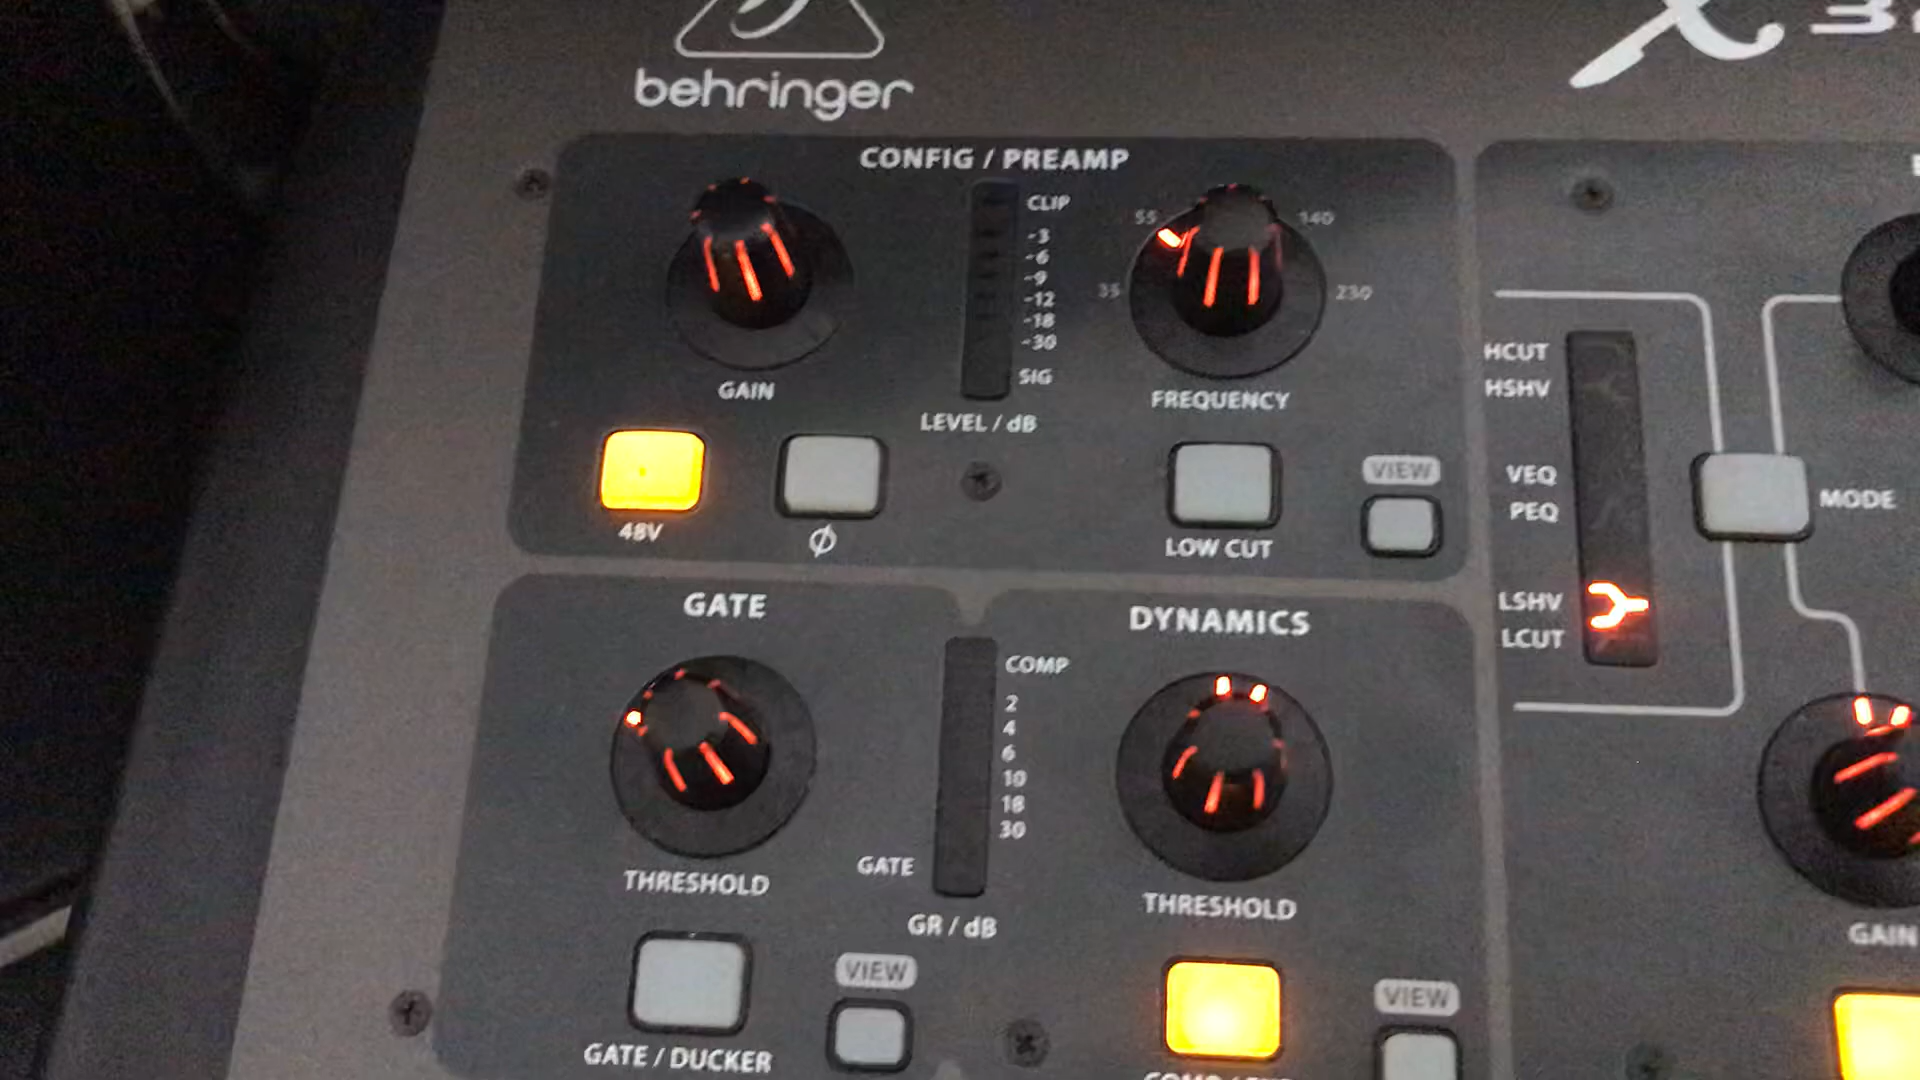 behringer
X 32
CONFIG / PREAMP
CLIP
-3
-6
-9
-12
-18
-30
SIG
LEVEL / dB
GAIN
48V
Ø
35
55
140
230
FREQUENCY
LOW CUT
VIEW
HCUT
HSHV
VEQ
PEQ
LSHV
LCUT
MODE
GAIN
GATE
THRESHOLD
GATE / DUCKER
VIEW
COMP
2
4
6
10
18
30
GATE
GR / dB
DYNAMICS
THRESHOLD
VIEW